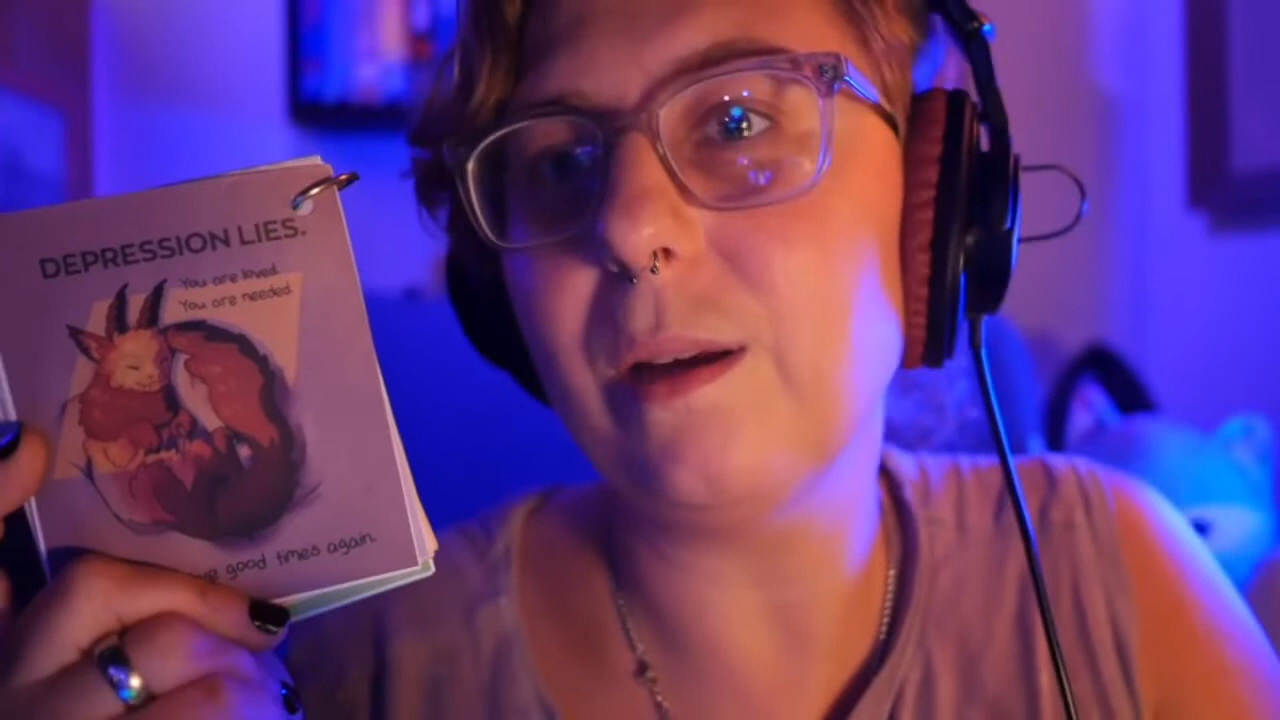 DEPRESSION LIES.
You are loved.
You are needed.
good times again.